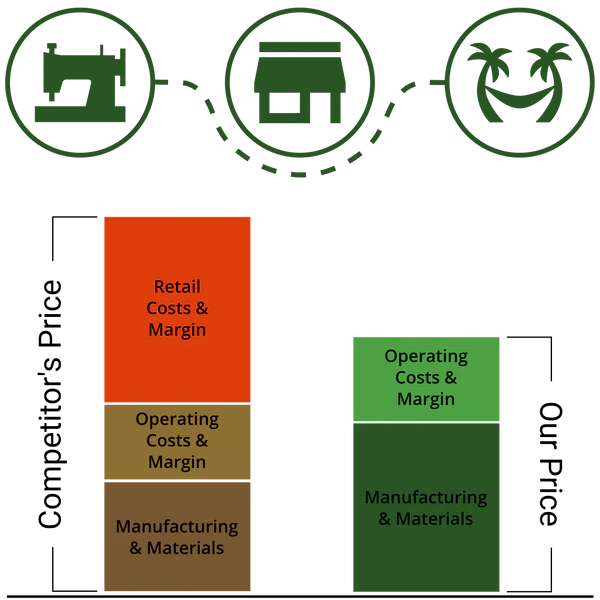 Competitor's Price
Retail
Costs &
Margin
Operating
Costs &
Margin
Manufacturing
& Materials
Operating
Costs &
Margin
Manufacturing
& Materials
Our Price